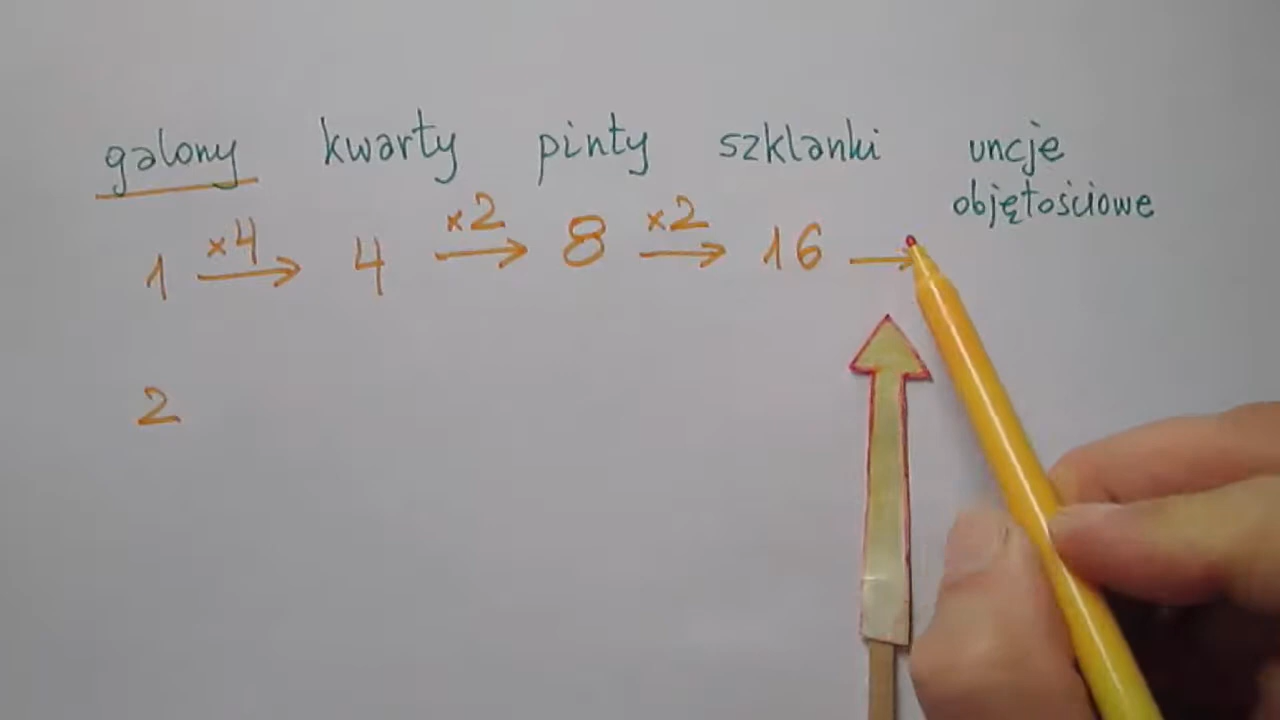 galony kwarty pinty szklanki uncje
objętościowe
1 ×4 → 4 ×2 → 8 ×2 → 16 →
2